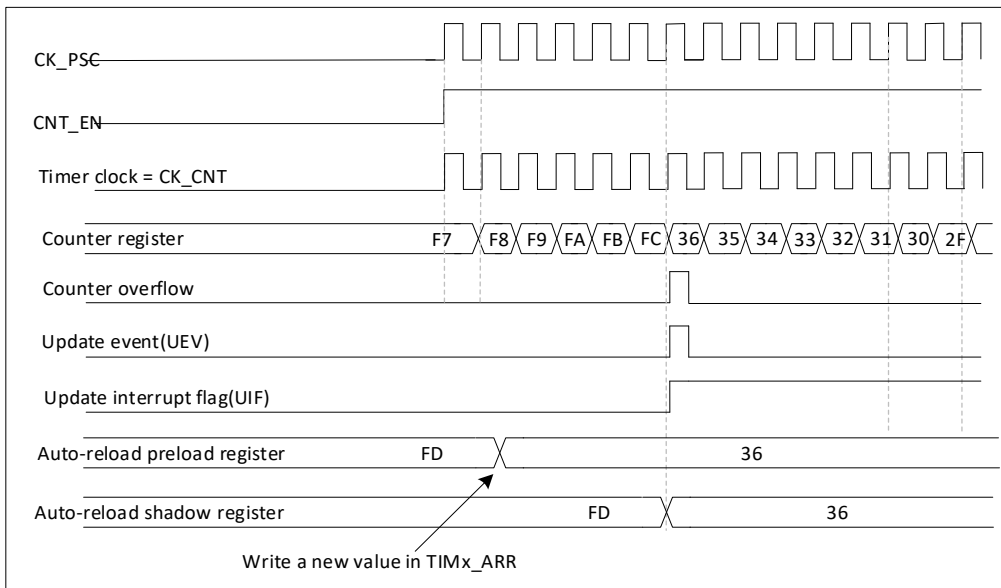 CK_PSC
CNT_EN
Timer clock = CK_CNT
Counter register F7 F8 F9 FA FB FC 36 35 34 33 32 31 30 2F
Counter overflow
Update event(UEV)
Update interrupt flag(UIF)
Auto-reload preload register FD 36
Auto-reload shadow register FD 36
Write a new value in TIMx_ARR